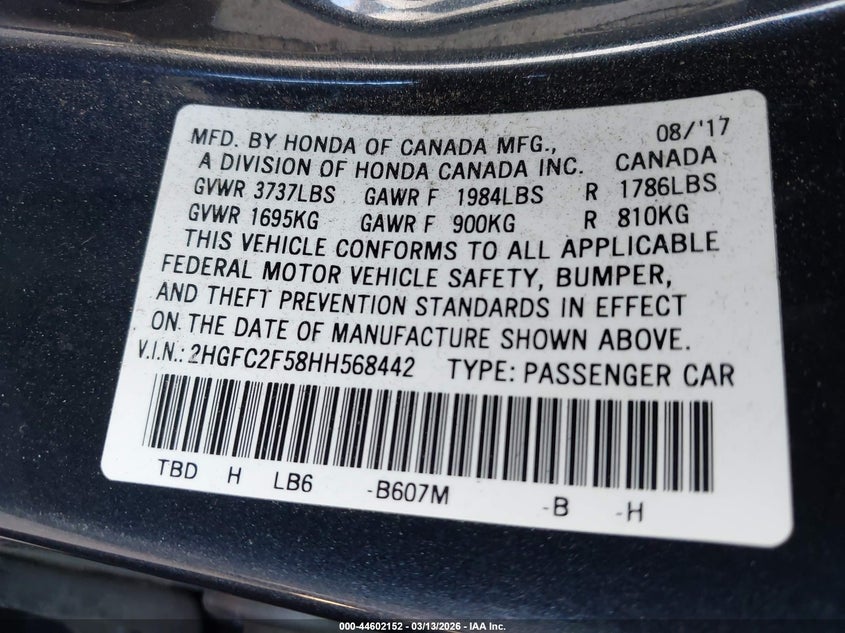 MFD. BY HONDA OF CANADA MFG., 08/'17
A DIVISION OF HONDA CANADA INC. CANADA
GVWR 3737LBS GAWR F 1984LBS R 1786LBS
GVWR 1695KG GAWR F 900KG R 810KG
THIS VEHICLE CONFORMS TO ALL APPLICABLE
FEDERAL MOTOR VEHICLE SAFETY, BUMPER,
AND THEFT PREVENTION STANDARDS IN EFFECT
ON THE DATE OF MANUFACTURE SHOWN ABOVE.
V.I.N.: 2HGFC2F58HH568442 TYPE: PASSENGER CAR
TBD H LB6 -B607M -B -H
000-44602152 — 03/13/2026 — IAA Inc.